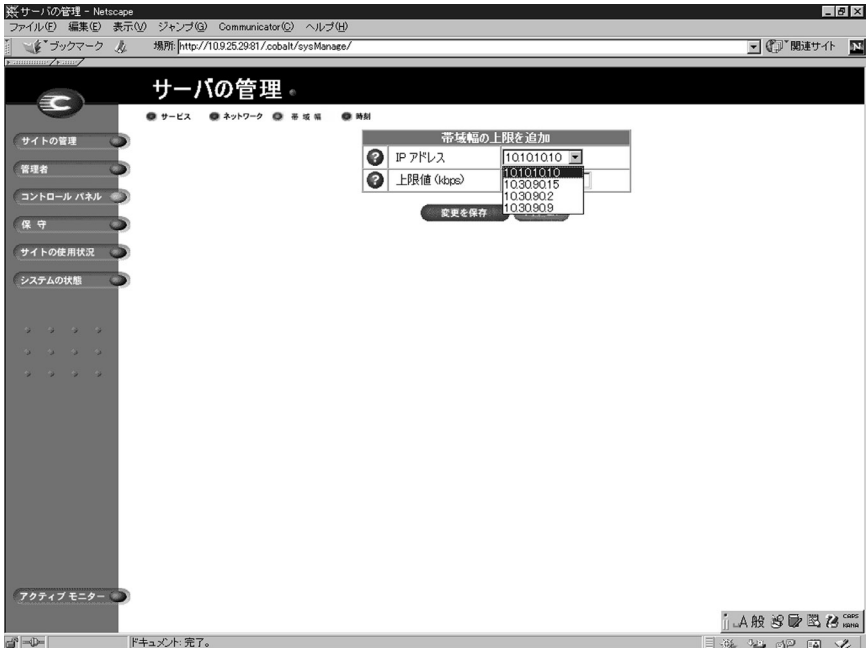 サーバの管理 - Netscape
ファイル(F) 編集(E) 表示(V) ジャンプ(G) Communicator(C) ヘルプ(H)
ブックマーク 場所: http://10.9.25.29:81/.cobalt/sysManage/ 関連サイト N
サーバの管理
サービス ネットワーク 帯域幅 時刻
サイトの管理
管理者
コントロール パネル
保守
サイトの使用状況
システムの状態
アクティブ モニター
帯域幅の上限を追加
? IP アドレス 10.10.10.10
? 上限値 (kbps)
10.10.10.10
10.30.90.15
10.30.90.2
10.30.90.9
変更を保存
A 般 CAPS
KANA
ドキュメント: 完了。